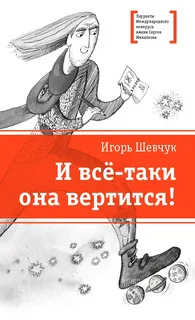 Лауреаты
Международного
конкурса
имени Сергея
Михалкова
Игорь Шевчук
И всё-таки
она вертится!